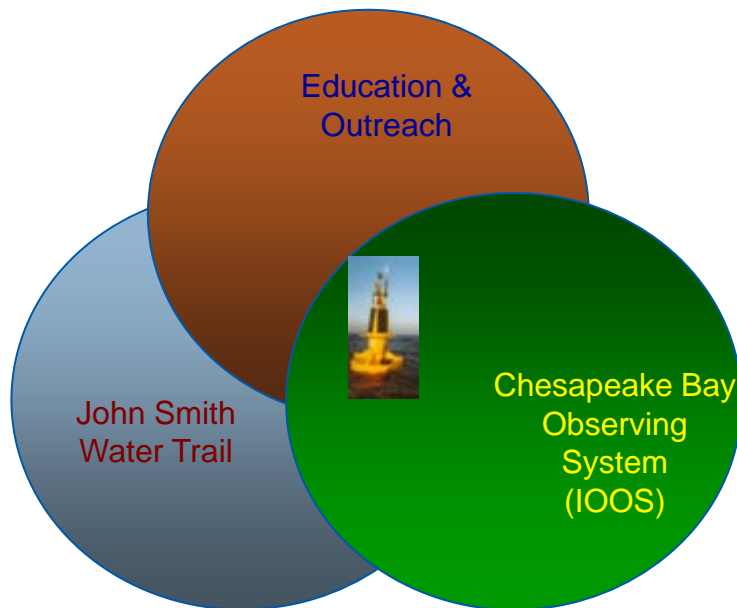 Education &
Outreach
John Smith
Water Trail
Chesapeake Bay
Observing
System
(IOOS)